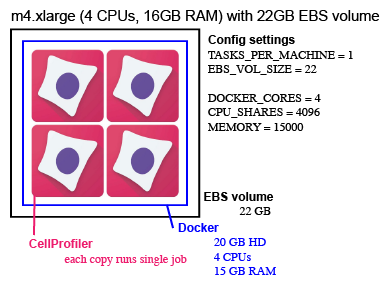 m4.xlarge (4 CPUs, 16GB RAM) with 22GB EBS volume
Config settings
TASKS_PER_MACHINE = 1
EBS_VOL_SIZE = 22
DOCKER_CORES = 4
CPU_SHARES = 4096
MEMORY = 15000
EBS volume
22 GB
Docker
20 GB HD
4 CPUs
15 GB RAM
CellProfiler
each copy runs single job